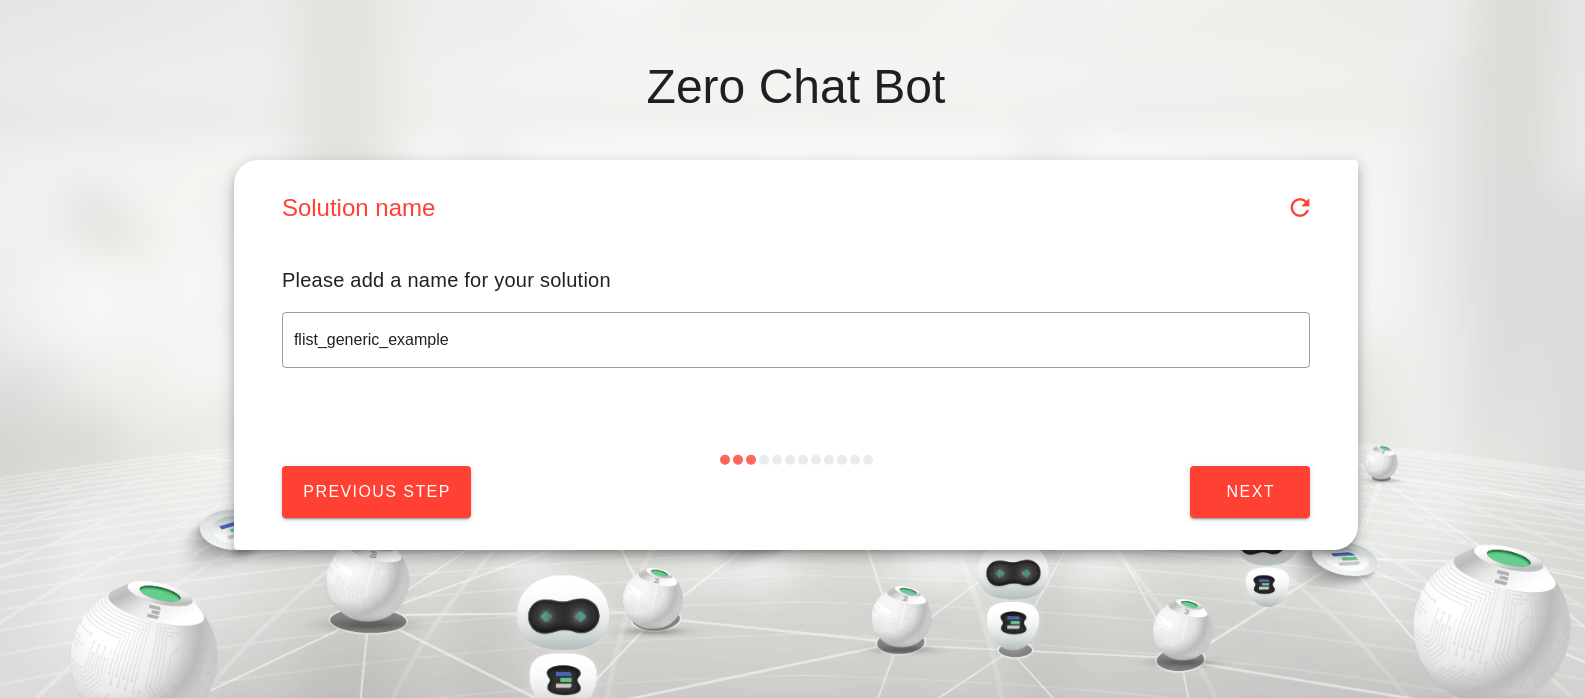 Zero Chat Bot
Solution name
Please add a name for your solution
flist_generic_example
PREVIOUS STEP
NEXT